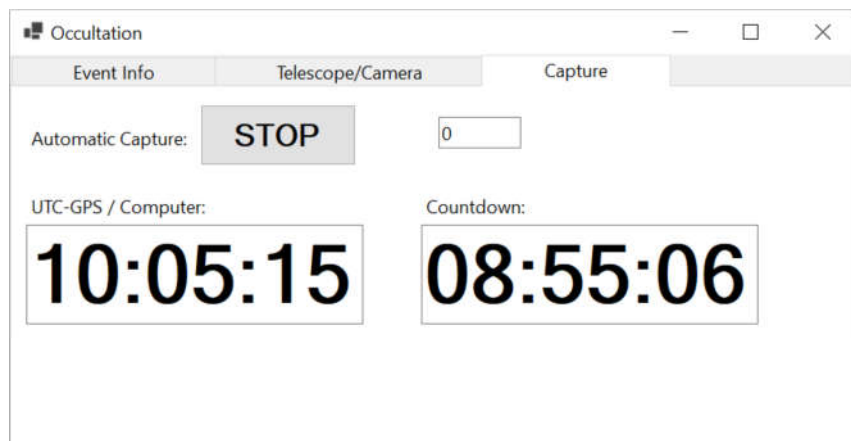 Occultation
Event Info Telescope/Camera Capture
Automatic Capture: STOP 0
UTC-GPS / Computer: Countdown:
10:05:15 08:55:06